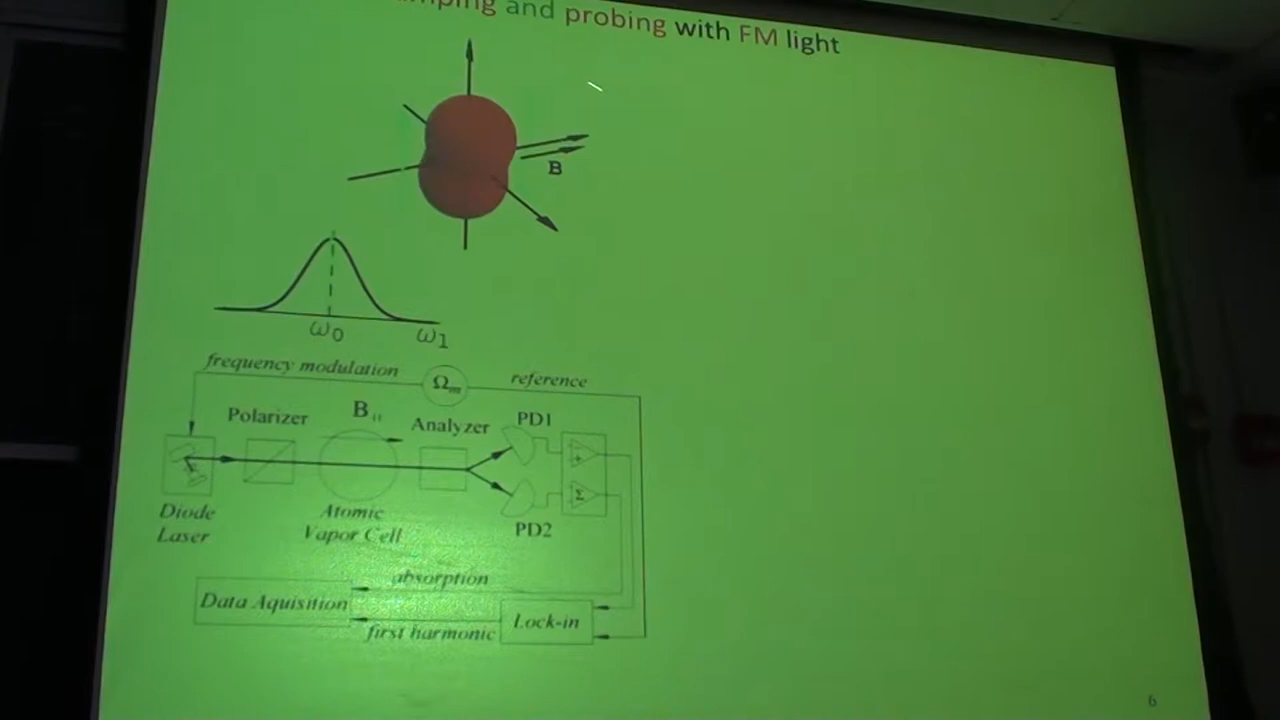 and probing with FM light
B
ω0 ω1
frequency modulation Ωm reference
Polarizer B|| Analyzer PD1
Σ
Diode Laser
Atomic Vapor Cell
PD2
absorption
Data Aquisition
Lock-in
first harmonic
6